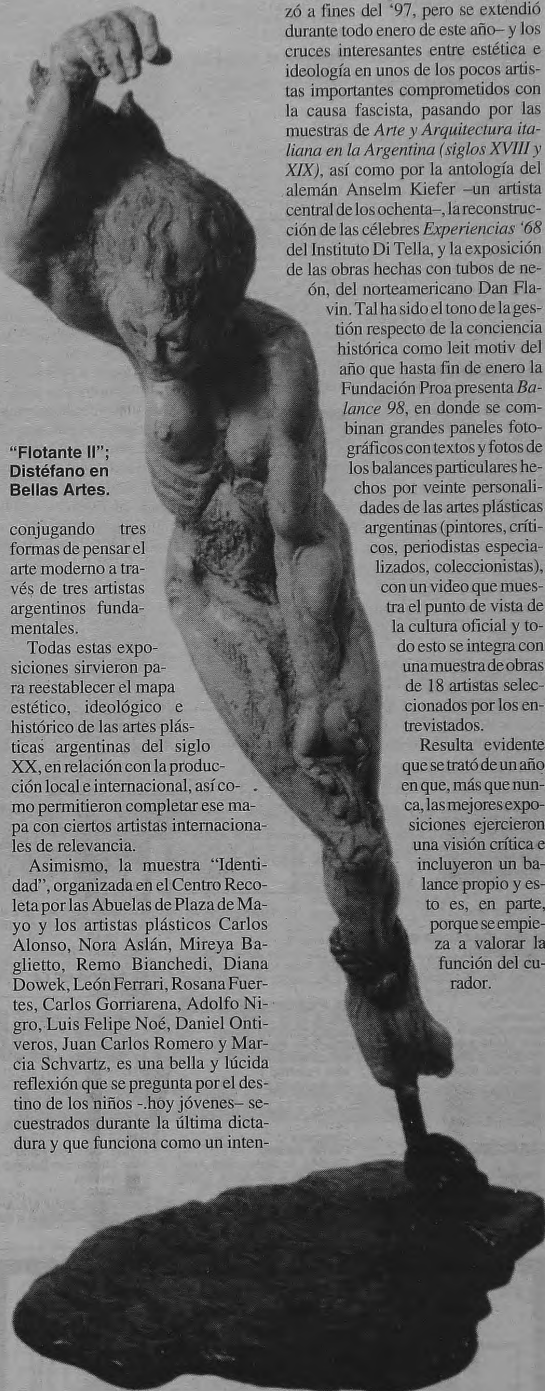 "Flotante II";
Distéfano en
Bellas Artes.
conjugando tres
formas de pensar el
arte moderno a tra-
vés de tres artistas
argentinos funda-
mentales.
Todas estas expo-
siciones sirvieron pa-
ra reestablecer el mapa
estético, ideológico e
histórico de las artes plás-
ticas argentinas del siglo
XX, en relación con la produc-
ción local e internacional, así co-
mo permitieron completar ese ma-
pa con ciertos artistas internaciona-
les de relevancia.
Asimismo, la muestra "Identi-
dad", organizada en el Centro Reco-
leta por las Abuelas de Plaza de Ma-
yo y los artistas plásticos Carlos
Alonso, Nora Aslán, Mireya Ba-
glietto, Remo Bianchedi, Diana
Dowek, León Ferrari, Rosana Fuer-
tes, Carlos Gorriarena, Adolfo Ni-
gro, Luis Felipe Noé, Daniel Onti-
veros, Juan Carlos Romero y Mar-
cia Schvartz, es una bella y lúcida
reflexión que se pregunta por el des-
tino de los niños -.hoy jóvenes– se-
cuestrados durante la última dicta-
dura y que funciona como un inten-
zó a fines del '97, pero se extendió
durante todo enero de este año– y los
cruces interesantes entre estética e
ideología en unos de los pocos artis-
tas importantes comprometidos con
la causa fascista, pasando por las
muestras de Arte y Arquitectura ita-
liana en la Argentina (siglos XVIII y
XIX), así como por la antología del
alemán Anselm Kiefer –un artista
central de los ochenta–, la reconstruc-
ción de las célebres Experiencias '68
del Instituto Di Tella, y la exposición
de las obras hechas con tubos de ne-
ón, del norteamericano Dan Fla-
vin. Tal ha sido el tono de la ges-
tión respecto de la conciencia
histórica como leit motiv del
año que hasta fin de enero la
Fundación Proa presenta Ba-
lance 98, en donde se com-
binan grandes paneles foto-
gráficos con textos y fotos de
los balances particulares he-
chos por veinte personali-
dades de las artes plásticas
argentinas (pintores, críti-
cos, periodistas especia-
lizados, coleccionistas),
con un video que mues-
tra el punto de vista de
la cultura oficial y to-
do esto se integra con
una muestra de obras
de 18 artistas selec-
cionados por los en-
trevistados.
Resulta evidente
que se trató de un año
en que, más que nun-
ca, las mejores expo-
siciones ejercieron
una visión crítica e
incluyeron un ba-
lance propio y es-
to es, en parte,
porque se empie-
za a valorar la
función del cu-
rador.